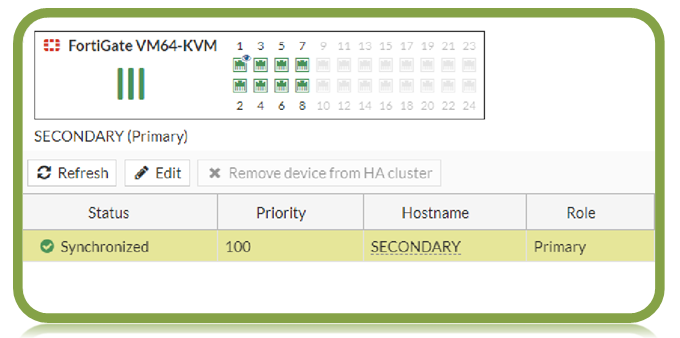 FortiGate VM64-KVM
1 3 5 7 9 11 13 15 17 19 21 23
2 4 6 8 10 12 14 16 18 20 22 24
SECONDARY (Primary)
Refresh Edit Remove device from HA cluster
Status Priority Hostname Role
Synchronized 100 SECONDARY Primary